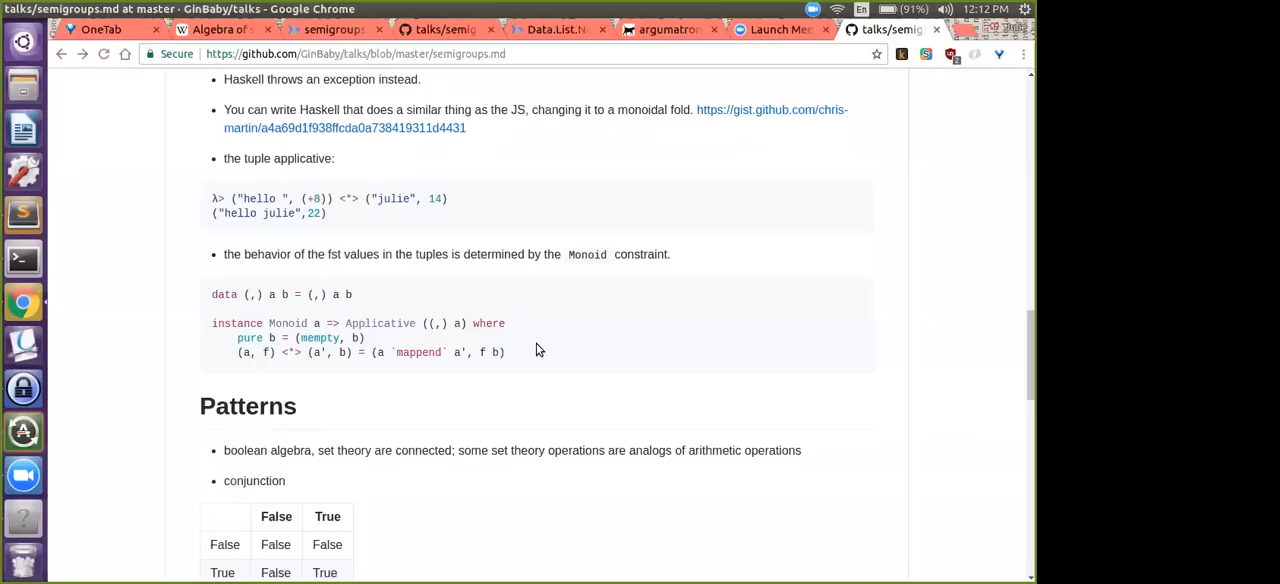 talks/semigroups.md at master · GinBaby/talks - Google Chrome
En (91%) 12:12 PM
OneTab
Algebra of s
semigroups
talks/semig
Data.List.N
argumatron
Launch Mee
talks/semig
Secure https://github.com/GinBaby/talks/blob/master/semigroups.md
• Haskell throws an exception instead.
• You can write Haskell that does a similar thing as the JS, changing it to a monoidal fold. https://gist.github.com/chris-
martin/a4a69d1f938ffcda0a738419311d4431
• the tuple applicative:
λ> ("hello ", (+8)) <*> ("julie", 14)
("hello julie",22)
• the behavior of the fst values in the tuples is determined by the Monoid constraint.
data (,) a b = (,) a b
instance Monoid a => Applicative ((,) a) where
pure b = (mempty, b)
(a, f) <*> (a', b) = (a `mappend` a', f b)
Patterns
• boolean algebra, set theory are connected; some set theory operations are analogs of arithmetic operations
• conjunction
False True
False False False
True False True